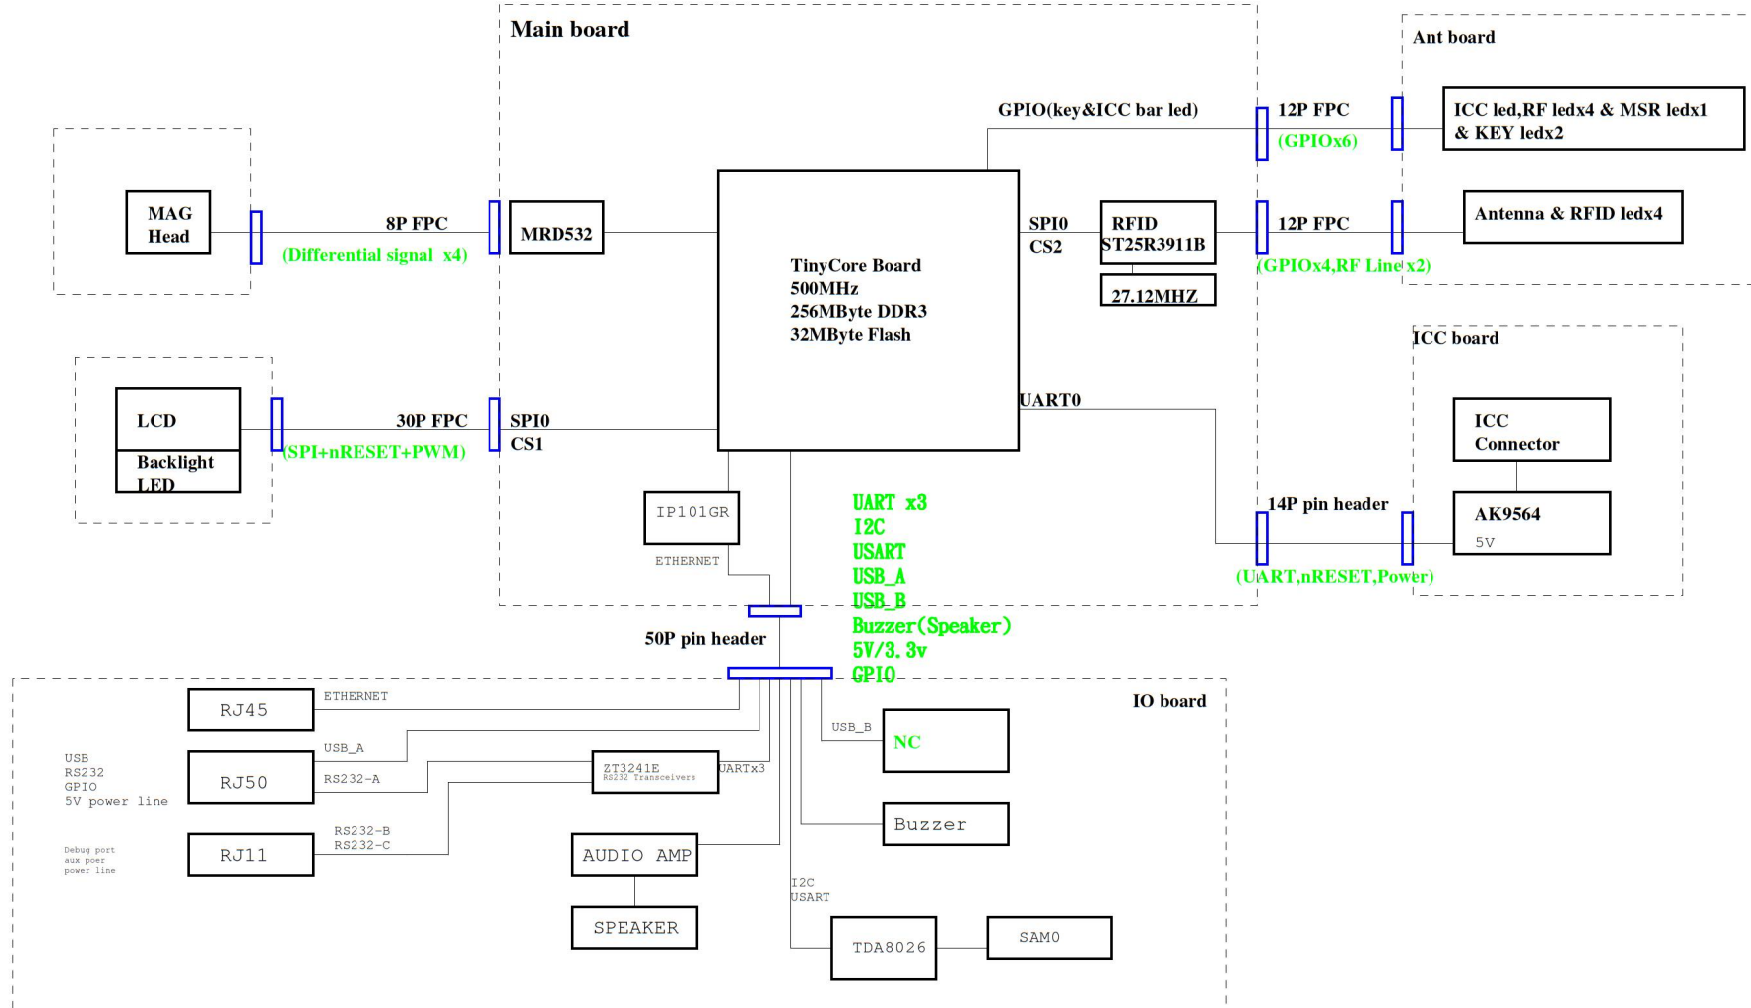 Main board
Ant board
GPIO(key&ICC bar led)
12P FPC
(GPIOx6)
ICC led,RF ledx4 & MSR ledx1
& KEY ledx2
MAG
Head
8P FPC
(Differential signal x4)
MRD532
TinyCore Board
500MHz
256MByte DDR3
32MByte Flash
SPI0
CS2
RFID
ST25R3911B
27.12MHZ
12P FPC
(GPIOx4,RF Line x2)
Antenna & RFID ledx4
LCD
Backlight
LED
30P FPC
(SPI+nRESET+PWM)
SPI0
CS1
UART0
ICC board
ICC
Connector
AK9564
5V
14P pin header
(UART,nRESET,Power)
IP101GR
ETHERNET
UART x3
I2C
USART
USB_A
USB_B
Buzzer(Speaker)
5V/3.3v
GPIO
50P pin header
IO board
RJ45
ETHERNET
USB
RS232
GPIO
5V power line
RJ50
USB_A
RS232-A
ZT3241E
RS232 Transceivers
UARTx3
USB_B
NC
Debug port
aux poer
power line
RJ11
RS232-B
RS232-C
AUDIO AMP
SPEAKER
Buzzer
I2C
USART
TDA8026
SAM0